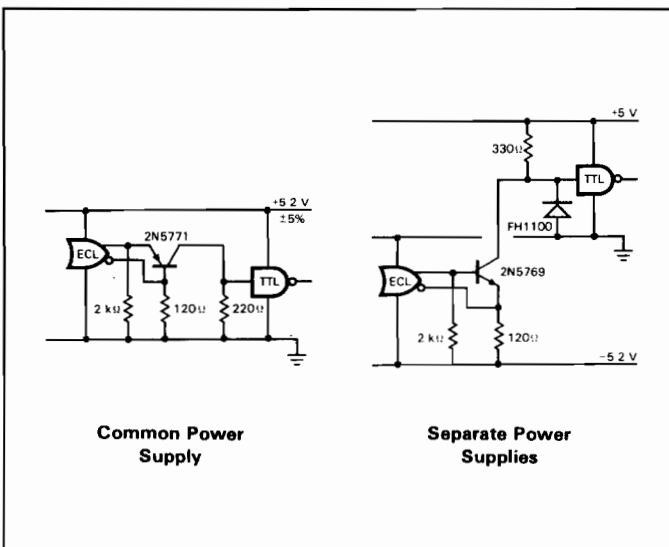 +5 2 V
±5%
2N5771
ECL
TTL
2 kΩ
120Ω
220Ω
Common Power
Supply
+5 V
330Ω
TTL
FH1100
ECL
2N5769
2 kΩ
120Ω
−5 2 V
Separate Power
Supplies